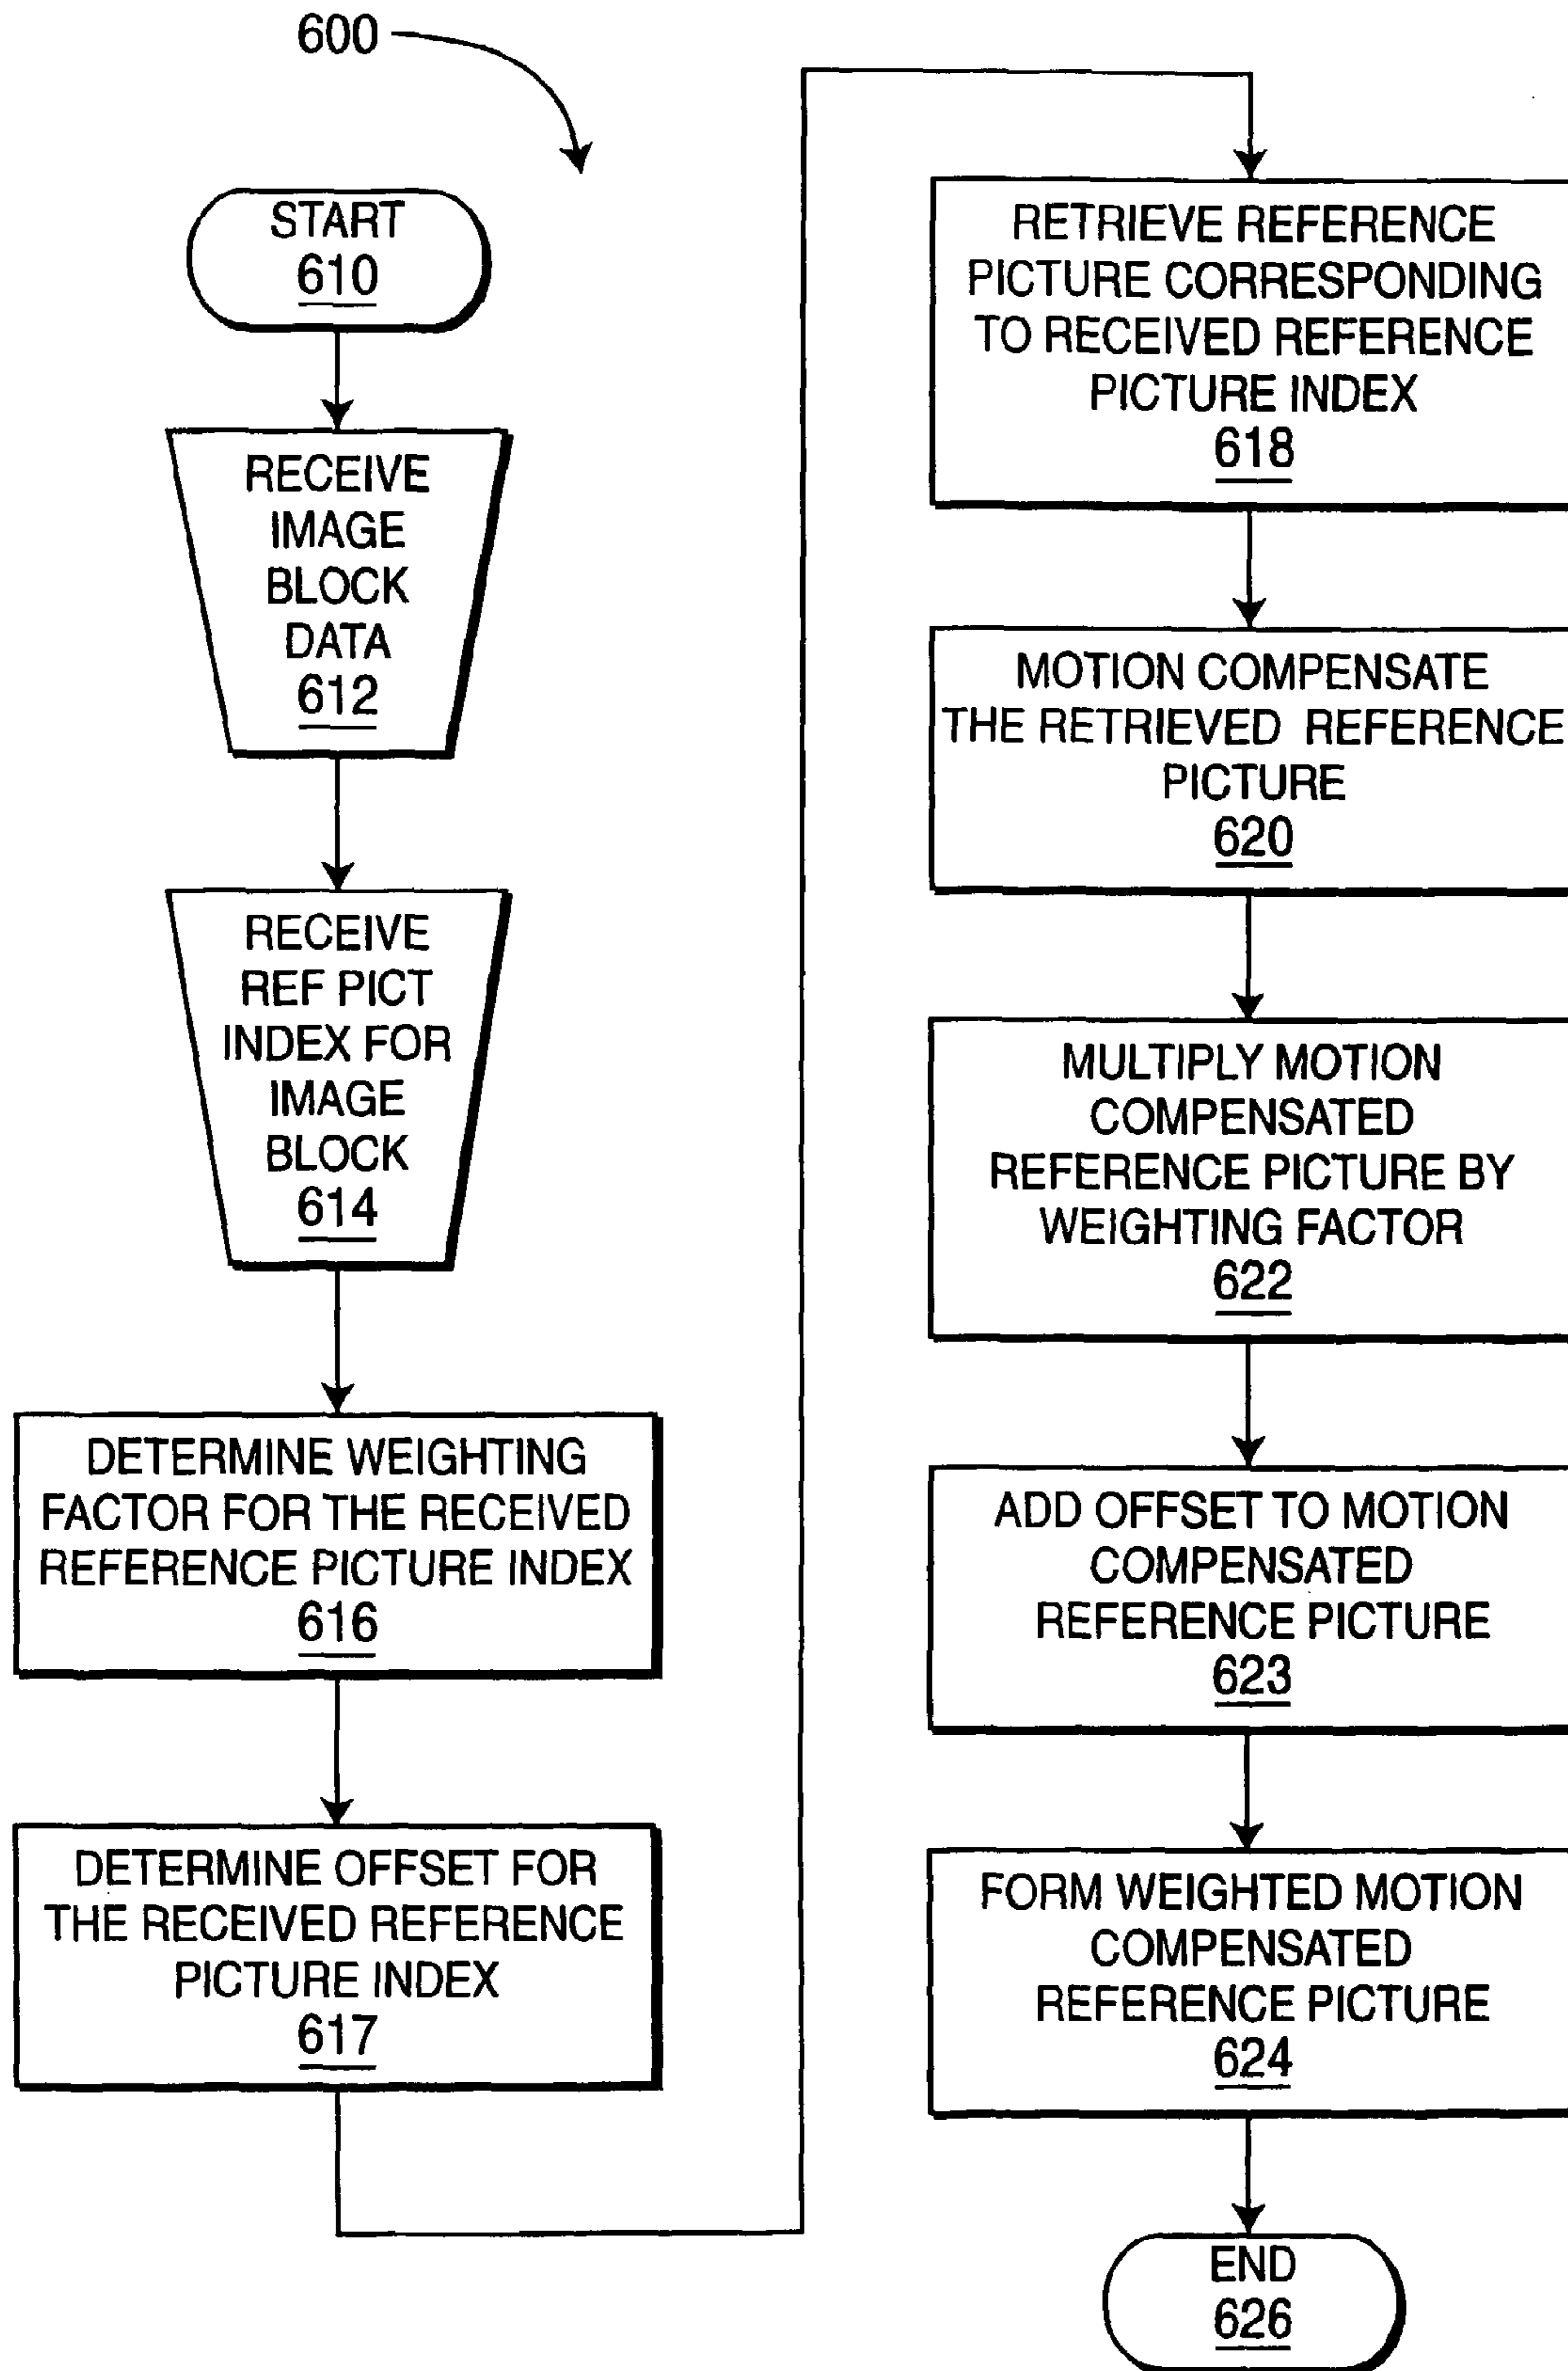 600
START
610
RECEIVE
IMAGE
BLOCK
DATA
612
RECEIVE
REF PICT
INDEX FOR
IMAGE
BLOCK
614
DETERMINE WEIGHTING
FACTOR FOR THE RECEIVED
REFERENCE PICTURE INDEX
616
DETERMINE OFFSET FOR
THE RECEIVED REFERENCE
PICTURE INDEX
617
RETRIEVE REFERENCE
PICTURE CORRESPONDING
TO RECEIVED REFERENCE
PICTURE INDEX
618
MOTION COMPENSATE
THE RETRIEVED REFERENCE
PICTURE
620
MULTIPLY MOTION
COMPENSATED
REFERENCE PICTURE BY
WEIGHTING FACTOR
622
ADD OFFSET TO MOTION
COMPENSATED
REFERENCE PICTURE
623
FORM WEIGHTED MOTION
COMPENSATED
REFERENCE PICTURE
624
END
626